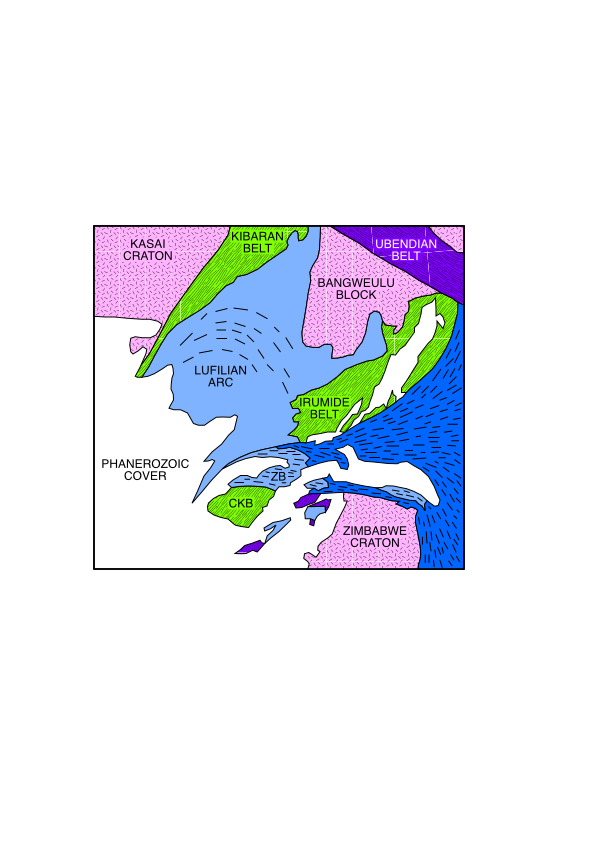 KASAI
CRATON
KIBARAN
BELT
UBENDIAN
BELT
BANGWEULU
BLOCK
LUFILIAN
ARC
IRUMIDE
BELT
PHANEROZOIC
COVER
ZB
CKB
ZIMBABWE
CRATON